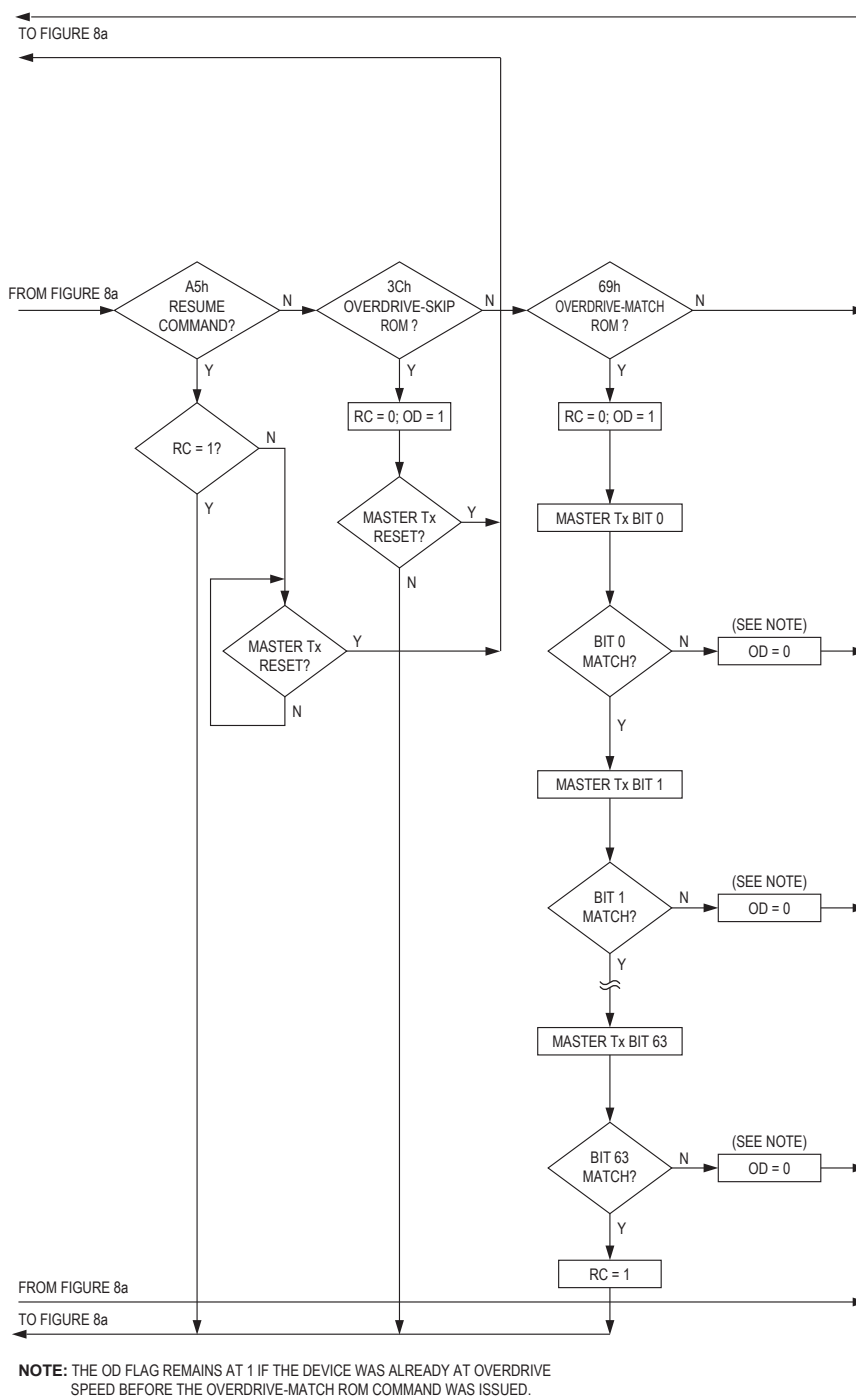 TO FIGURE 8a
FROM FIGURE 8a
A5h
RESUME
COMMAND?
N
Y
3Ch
OVERDRIVE-SKIP
ROM ?
N
Y
69h
OVERDRIVE-MATCH
ROM ?
N
Y
RC = 1?
N
Y
RC = 0; OD = 1
RC = 0; OD = 1
MASTER Tx
RESET?
Y
N
MASTER Tx BIT 0
MASTER Tx
RESET?
Y
N
BIT 0
MATCH?
N
Y
(SEE NOTE)
OD = 0
MASTER Tx BIT 1
BIT 1
MATCH?
N
Y
(SEE NOTE)
OD = 0
MASTER Tx BIT 63
BIT 63
MATCH?
N
Y
(SEE NOTE)
OD = 0
RC = 1
FROM FIGURE 8a
TO FIGURE 8a
NOTE: THE OD FLAG REMAINS AT 1 IF THE DEVICE WAS ALREADY AT OVERDRIVE
SPEED BEFORE THE OVERDRIVE-MATCH ROM COMMAND WAS ISSUED.